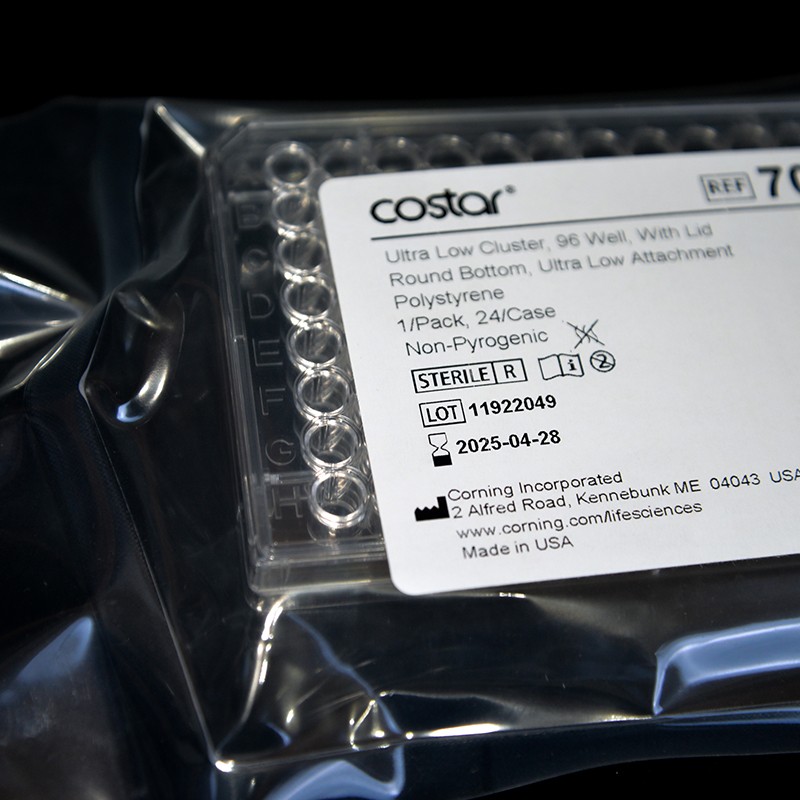 costar®
REF 70
Ultra Low Cluster, 96 Well, With Lid
Round Bottom, Ultra Low Attachment
Polystyrene
1/Pack, 24/Case
Non-Pyrogenic
STERILE R
LOT 11922049
2025-04-28
Corning Incorporated
2 Alfred Road, Kennebunk ME 04043 USA
www.corning.com/lifesciences
Made in USA
B
C
D
E
F
G
H